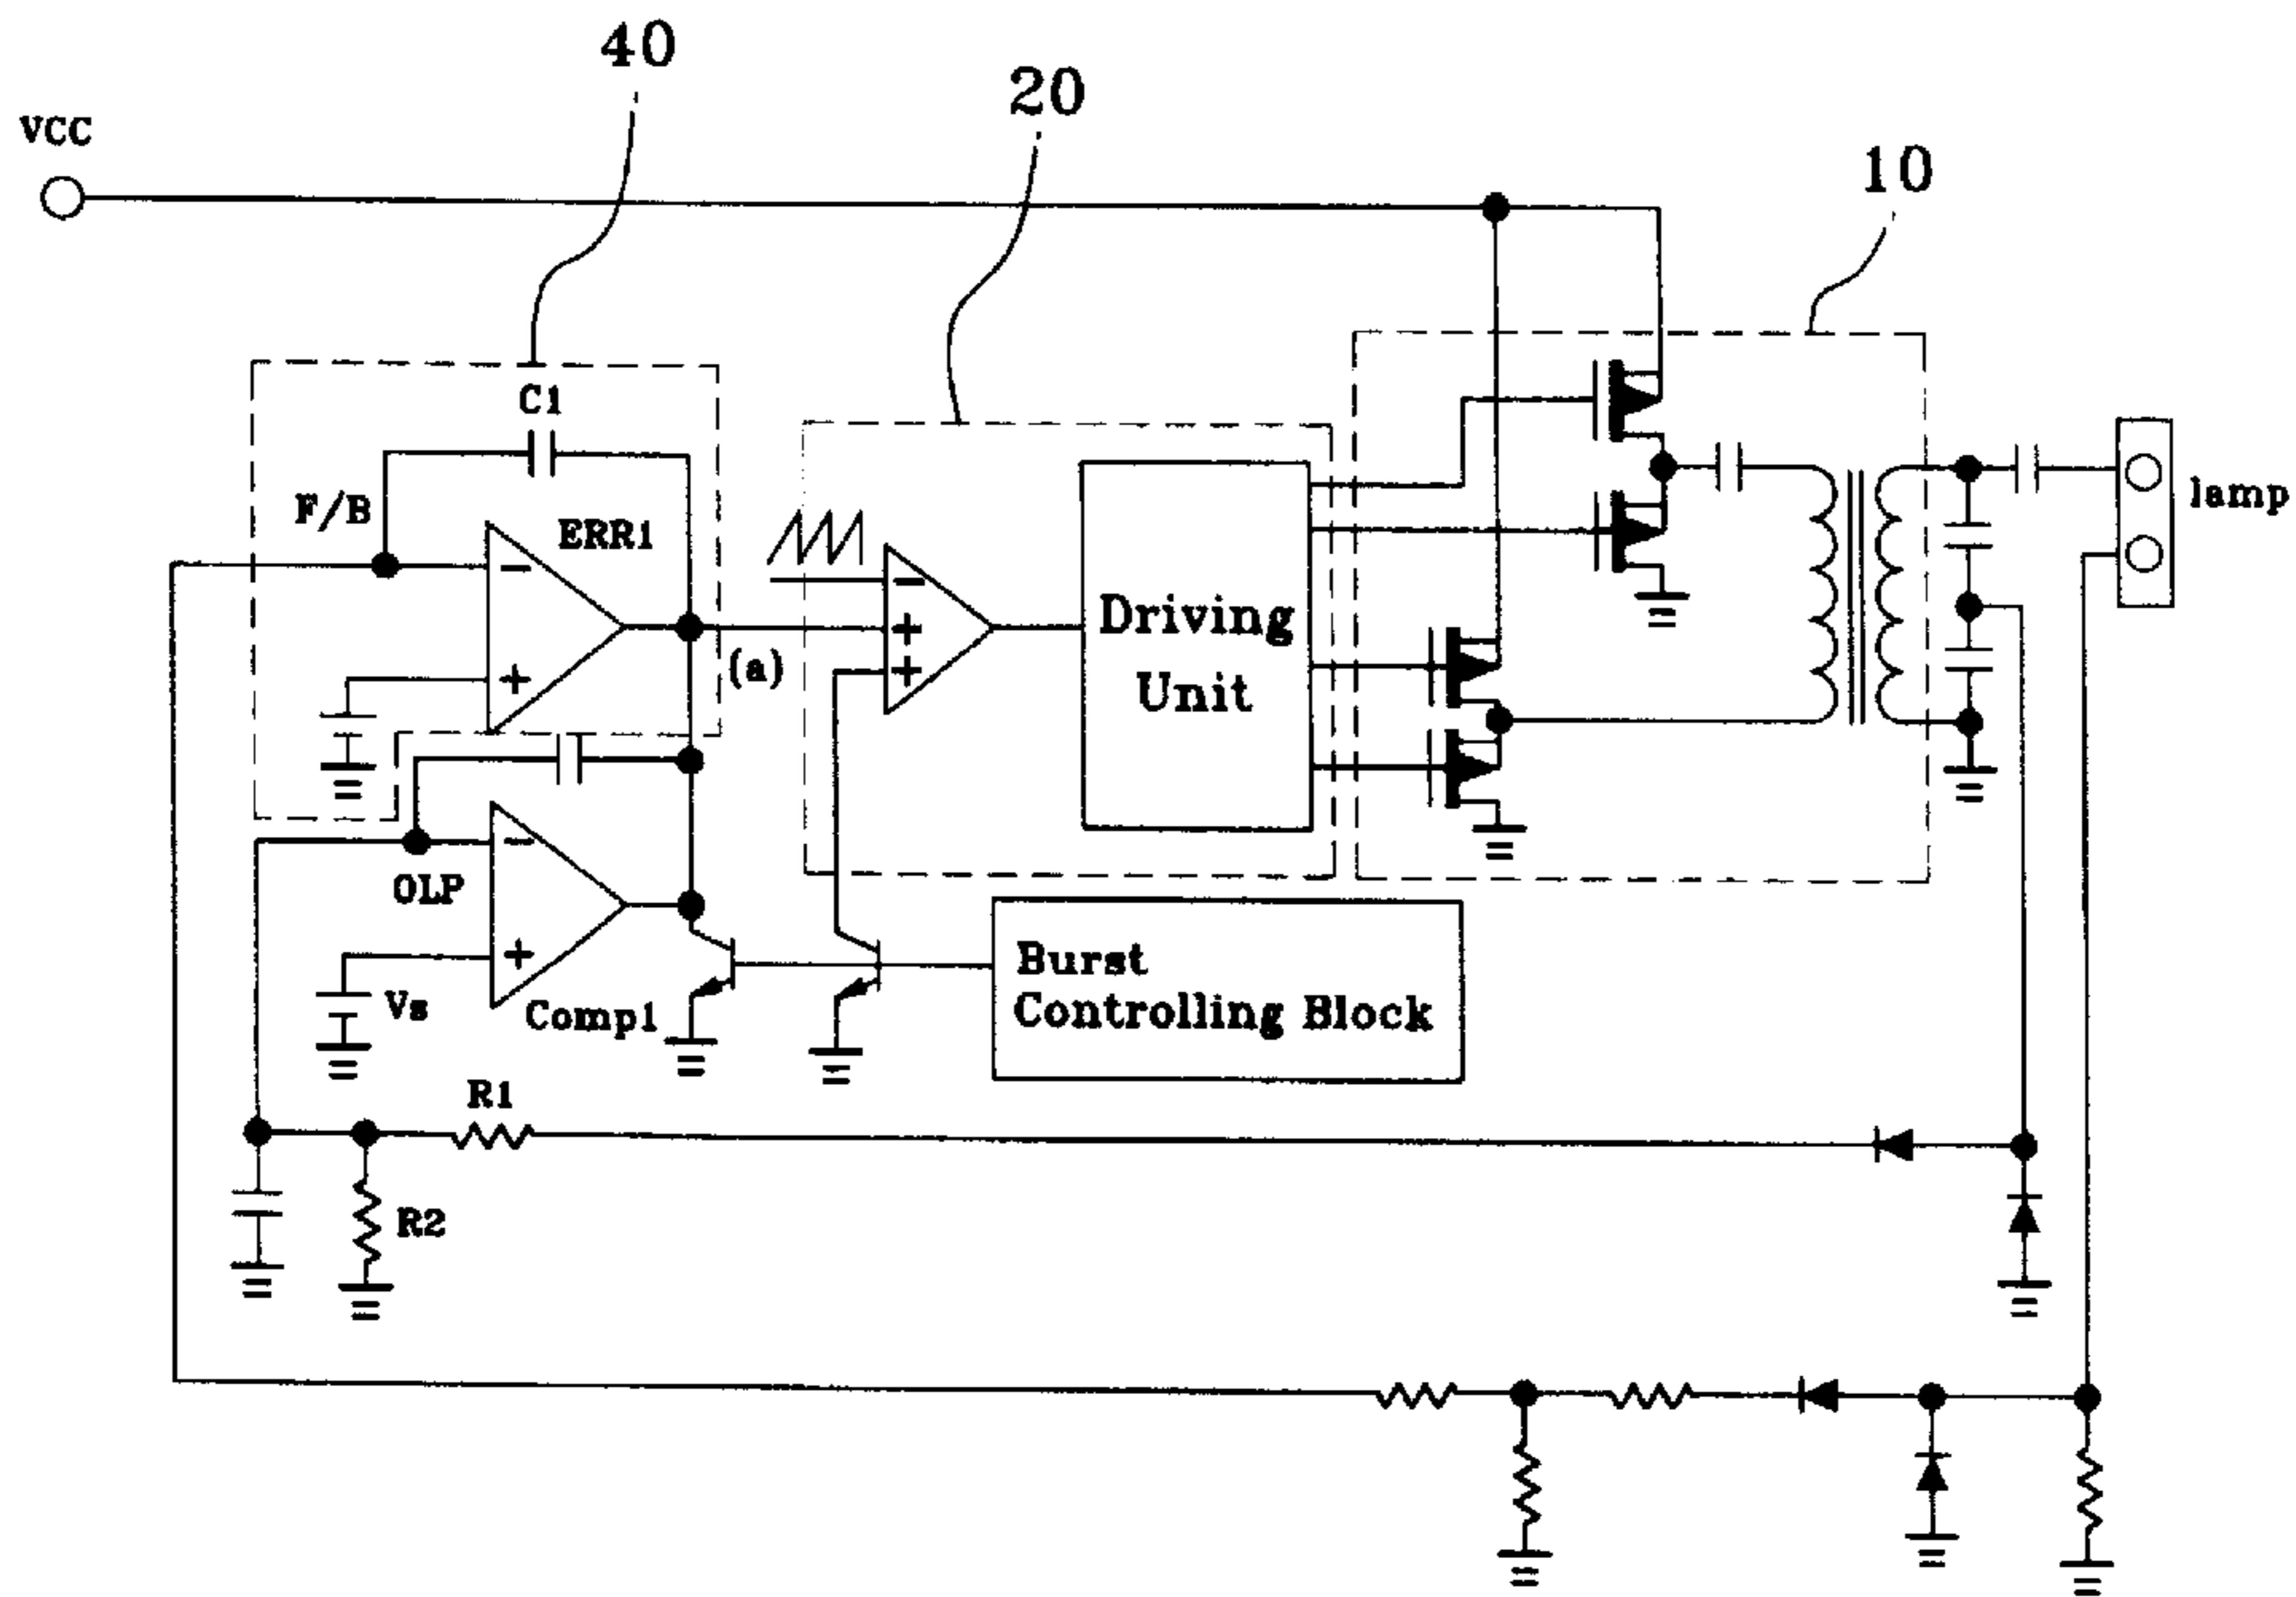 40
20
VCC
10
C1
F/B
ERR1
lamp
(a)
Driving
Unit
OLP
Vs
Comp1
Burst
Controlling Block
R1
R2